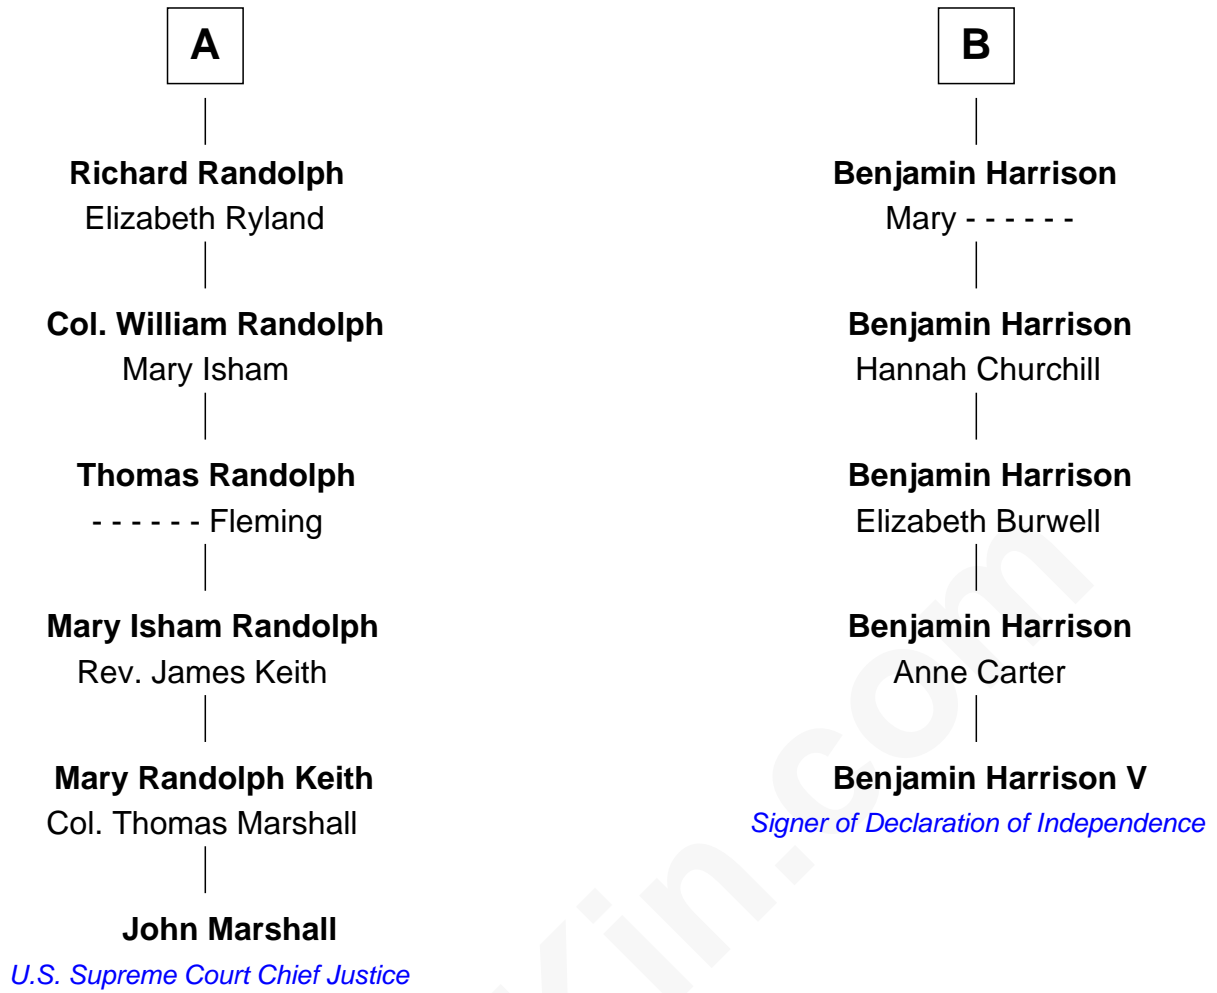 A
Richard Randolph
Elizabeth Ryland
Col. William Randolph
Mary Isham
Thomas Randolph
- - - - - - Fleming
Mary Isham Randolph
Rev. James Keith
Mary Randolph Keith
Col. Thomas Marshall
John Marshall
U.S. Supreme Court Chief Justice
B
Benjamin Harrison
Mary - - - - - -
Benjamin Harrison
Hannah Churchill
Benjamin Harrison
Elizabeth Burwell
Benjamin Harrison
Anne Carter
Benjamin Harrison V
Signer of Declaration of Independence
Kin.com